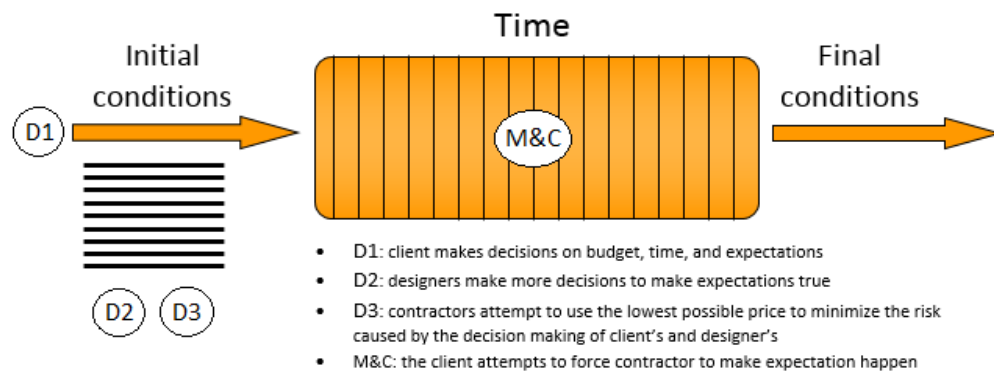 Time
Initial
conditions
Final
conditions
D1
M&C
D2
D3
• D1: client makes decisions on budget, time, and expectations
• D2: designers make more decisions to make expectations true
• D3: contractors attempt to use the lowest possible price to minimize the risk
caused by the decision making of client's and designer's
• M&C: the client attempts to force contractor to make expectation happen